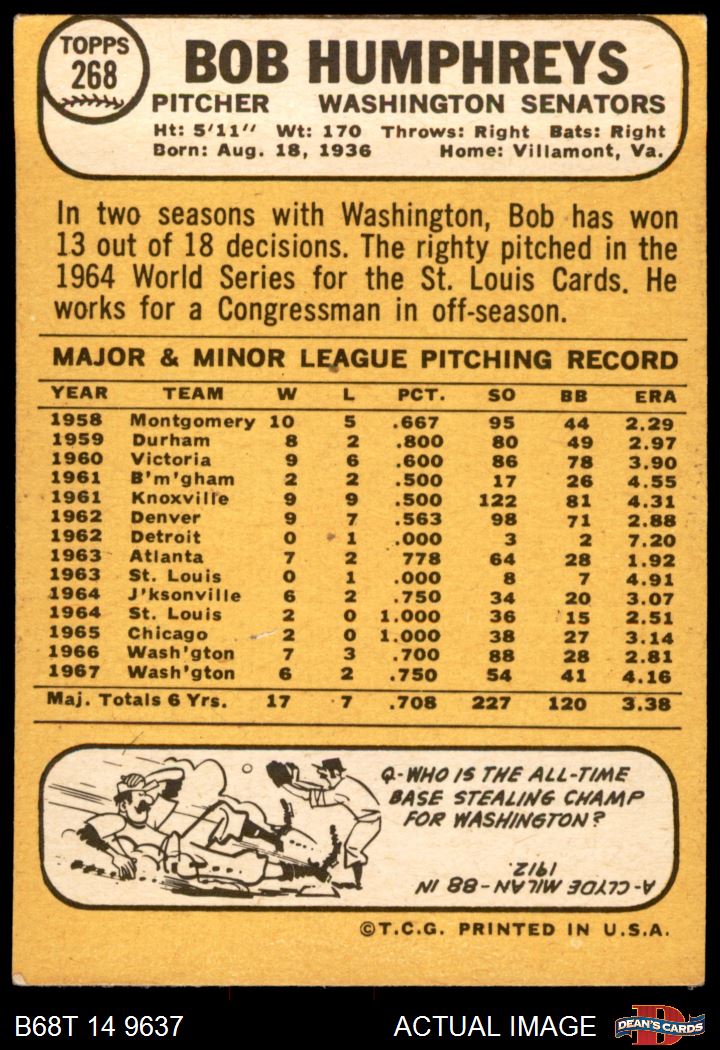 TOPPS
268
BOB HUMPHREYS
PITCHER WASHINGTON SENATORS
Ht: 5'11" Wt: 170 Throws: Right Bats: Right
Born: Aug. 18, 1936 Home: Villamont, Va.
In two seasons with Washington, Bob has won
13 out of 18 decisions. The righty pitched in the
1964 World Series for the St. Louis Cards. He
works for a Congressman in off-season.
MAJOR & MINOR LEAGUE PITCHING RECORD
YEAR TEAM W L PCT. SO BB ERA
1958 Montgomery 10 5 .667 95 44 2.29
1959 Durham 8 2 .800 80 49 2.97
1960 Victoria 9 6 .600 86 78 3.90
1961 B'm'gham 2 2 .500 17 26 4.55
1961 Knoxville 9 9 .500 122 81 4.31
1962 Denver 9 7 .563 98 71 2.88
1962 Detroit 0 1 .000 3 2 7.20
1963 Atlanta 7 2 778 64 28 1.92
1963 St. Louis 0 1 .000 8 7 4.91
1964 J'ksonville 6 2 .750 34 20 3.07
1964 St. Louis 2 0 1.000 36 15 2.51
1965 Chicago 2 0 1.000 38 27 3.14
1966 Wash'gton 7 3 .700 88 28 2.81
1967 Wash'gton 6 2 .750 54 41 4.16
Maj. Totals 6 Yrs. 17 7 .708 227 120 3.38
Q-WHO IS THE ALL-TIME
BASE STEALING CHAMP
FOR WASHINGTON?
A-CLYDE MILAN-88 IN
1912.
©T.C.G. PRINTED IN U.S.A.
B68T 14 9637 ACTUAL IMAGE
D
DEAN'S CARDS